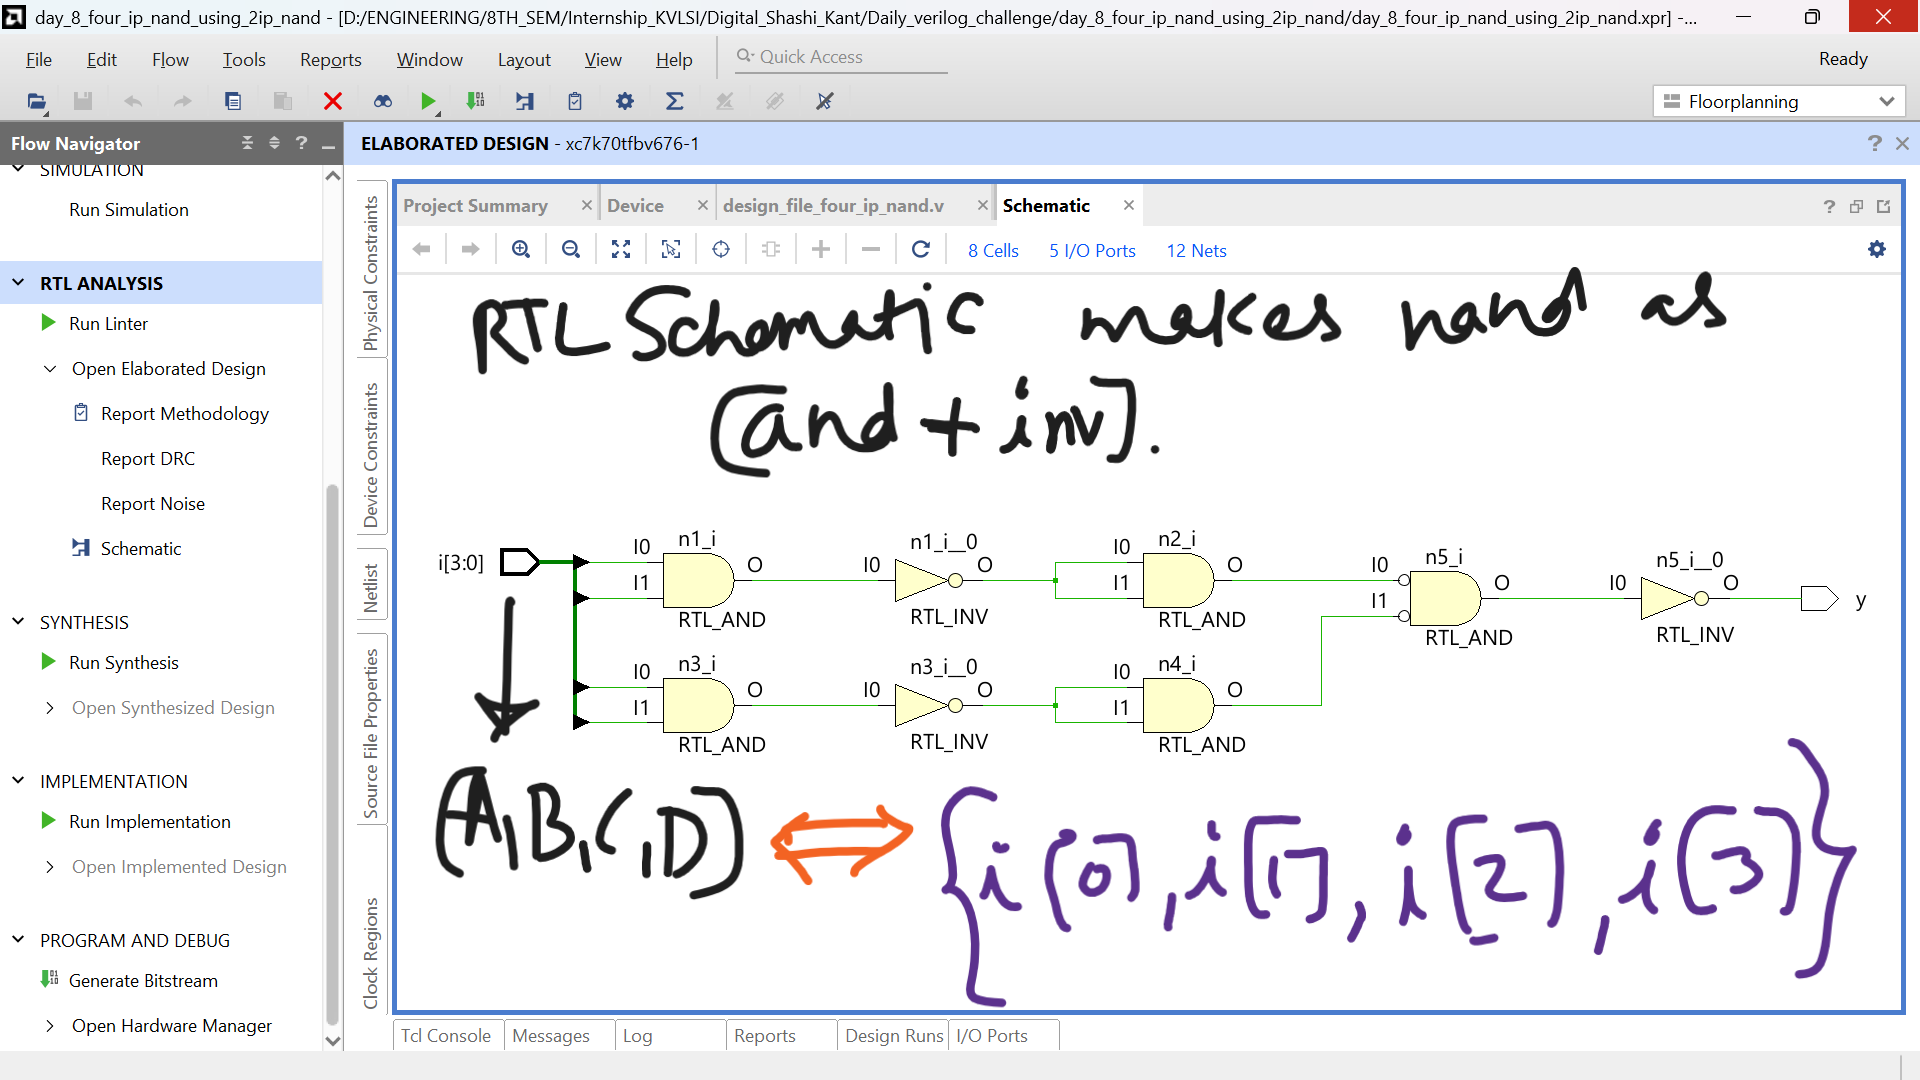 day_8_four_ip_nand_using_2ip_nand - [D:/ENGINEERING/8TH_SEM/Internship_KVLSI/Digital_Shashi_Kant/Daily_verilog_challenge/day_8_four_ip_nand_using_2ip_nand/day_8_four_ip_nand_using_2ip_nand.xpr] -...
File Edit Flow Tools Reports Window Layout View Help Quick Access Ready
Floorplanning
Flow Navigator
ELABORATED DESIGN - xc7k70tfbv676-1
SIMULATION
Run Simulation
RTL ANALYSIS
Run Linter
Open Elaborated Design
Report Methodology
Report DRC
Report Noise
Schematic
SYNTHESIS
Run Synthesis
Open Synthesized Design
IMPLEMENTATION
Run Implementation
Open Implemented Design
PROGRAM AND DEBUG
Generate Bitstream
Open Hardware Manager
Physical Constraints
Device Constraints
Netlist
Source File Properties
Clock Regions
Project Summary Device design_file_four_ip_nand.v Schematic
8 Cells 5 I/O Ports 12 Nets
RTL Schematic makes nand as
[and + inv].
i[3:0]
n1_i
I0
I1
O
RTL_AND
n1_i__0
I0
O
RTL_INV
n2_i
I0
I1
O
RTL_AND
n5_i
I0
I1
O
RTL_AND
n5_i__0
I0
O
RTL_INV
y
n3_i
I0
I1
O
RTL_AND
n3_i__0
I0
O
RTL_INV
n4_i
I0
I1
O
RTL_AND
[A,B,C,D] {i[0],i[1],i[2],i[3]}
Tcl Console Messages Log Reports Design Runs I/O Ports